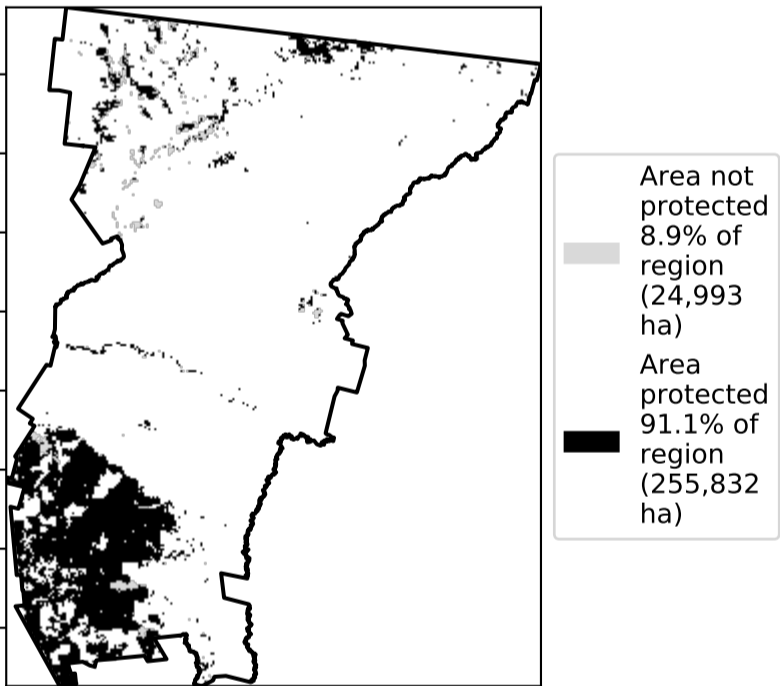 Area not
protected
8.9% of
region
(24,993
ha)
Area
protected
91.1% of
region
(255,832
ha)